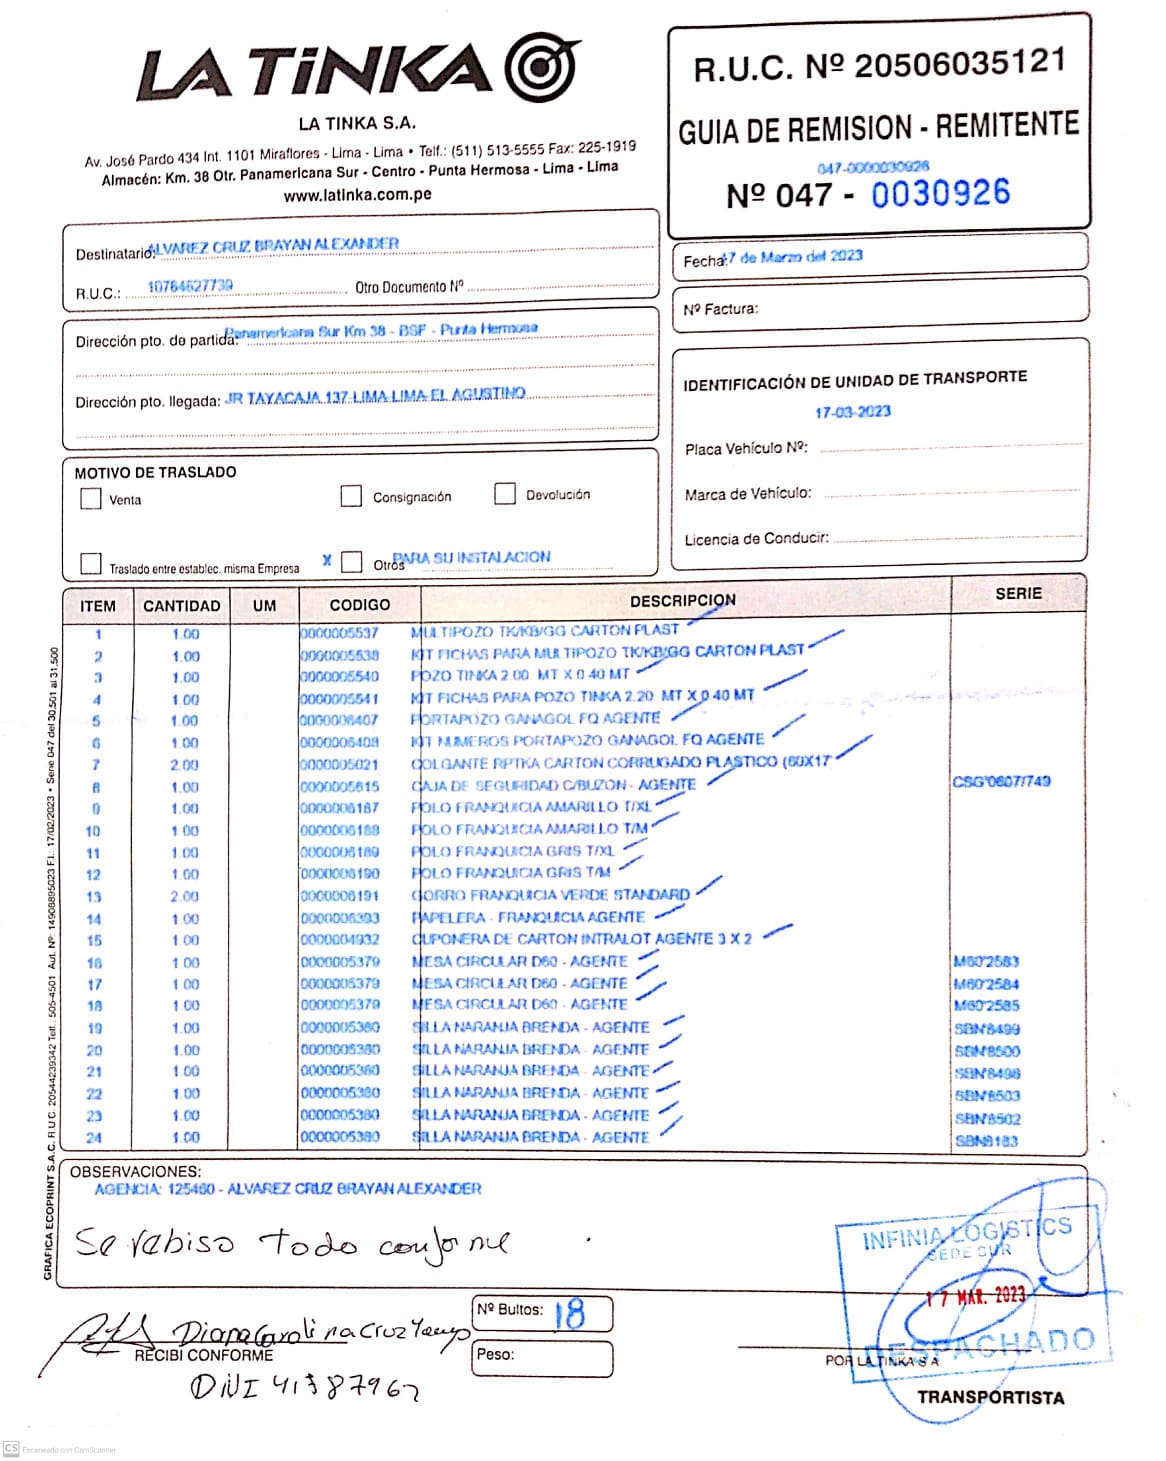 LA TiNKA
LA TINKA S.A.
Av. José Pardo 434 Int. 1101 Miraflores - Lima - Lima • Telf.: (511) 513-5555 Fax: 225-1919
Almacén: Km. 38 Otr. Panamericana Sur - Centro - Punta Hermosa - Lima - Lima
www.latinka.com.pe
R.U.C. Nº 20506035121
GUIA DE REMISION - REMITENTE
047-0000030926
Nº 047 - 0030926
Destinatario: ALVAREZ CRUZ BRAYAN ALEXANDER
R.U.C.: 10764627739 Otro Documento Nº
Fecha: 17 de Marzo del 2023
Nº Factura:
Dirección pto. de partida: Panamericana Sur Km 38 - BSF - Punta Hermosa
Dirección pto. llegada: JR TAYACAJA 137-LIMA-LIMA-EL AGUSTINO
IDENTIFICACIÓN DE UNIDAD DE TRANSPORTE
17-03-2023
Placa Vehículo Nº:
Marca de Vehículo:
Licencia de Conducir:
MOTIVO DE TRASLADO
Venta Consignación Devolución
Traslado entre establec. misma Empresa X Otros PARA SU INSTALACION
ITEM CANTIDAD UM CODIGO DESCRIPCION SERIE
1 1.00 0000005537 MULTIPOZO TK/KB/GG CARTON PLAST
2 1.00 0000005538 KIT FICHAS PARA MULTIPOZO TK/KB/GG CARTON PLAST
3 1.00 0000005540 POZO TINKA 2.00 MT X 0.40 MT
4 1.00 0000005541 KIT FICHAS PARA POZO TINKA 2.20 MT X 0.40 MT
5 1.00 0000006407 PORTAPOZO GANAGOL FQ AGENTE
6 1.00 0000006408 KIT NUMEROS PORTAPOZO GANAGOL FQ AGENTE
7 2.00 0000005021 COLGANTE RPTKA CARTON CORRUGADO PLASTICO (60X17
8 1.00 0000005615 CAJA DE SEGURIDAD C/BUZON - AGENTE CSG'0607/749
9 1.00 0000006187 POLO FRANQUICIA AMARILLO T/XL
10 1.00 0000006188 POLO FRANQUICIA AMARILLO T/M
11 1.00 0000006189 POLO FRANQUICIA GRIS T/XL
12 1.00 0000006190 POLO FRANQUICIA GRIS T/M
13 2.00 0000006191 GORRO FRANQUICIA VERDE STANDARD
14 1.00 0000006393 PAPELERA - FRANQUICIA AGENTE
15 1.00 0000004932 CUPONERA DE CARTON INTRALOT AGENTE 3 X 2
16 1.00 0000005379 MESA CIRCULAR D60 - AGENTE M60'2583
17 1.00 0000005379 MESA CIRCULAR D60 - AGENTE M60'2584
18 1.00 0000005379 MESA CIRCULAR D60 - AGENTE M60'2585
19 1.00 0000005380 SILLA NARANJA BRENDA - AGENTE SBN'8499
20 1.00 0000005380 SILLA NARANJA BRENDA - AGENTE SBN'8500
21 1.00 0000005380 SILLA NARANJA BRENDA - AGENTE SBN'8498
22 1.00 0000005380 SILLA NARANJA BRENDA - AGENTE SBN'8503
23 1.00 0000005380 SILLA NARANJA BRENDA - AGENTE SBN'8502
24 1.00 0000005380 SILLA NARANJA BRENDA - AGENTE SBN8183
GRAFICA ECOPRINT S.A.C. R.U.C. 20544239342 Telf.: 505-4501 Aut. Nº: 14908895023 F.I.: 17/02/2023 • Serie 047 del 30,501 al 31,500
OBSERVACIONES:
AGENCIA: 125460 - ALVAREZ CRUZ BRAYAN ALEXANDER
Se rebiso todo conforme
INFINIA LOGISTICS
SEDE SUR
17 MAR. 2023
DESPACHADO
Diana Carolina Cruz
RECIBI CONFORME
DNI 41387967
Nº Bultos: 18
Peso:
POR LA TINKA S A
TRANSPORTISTA
CS Escaneado con CamScanner